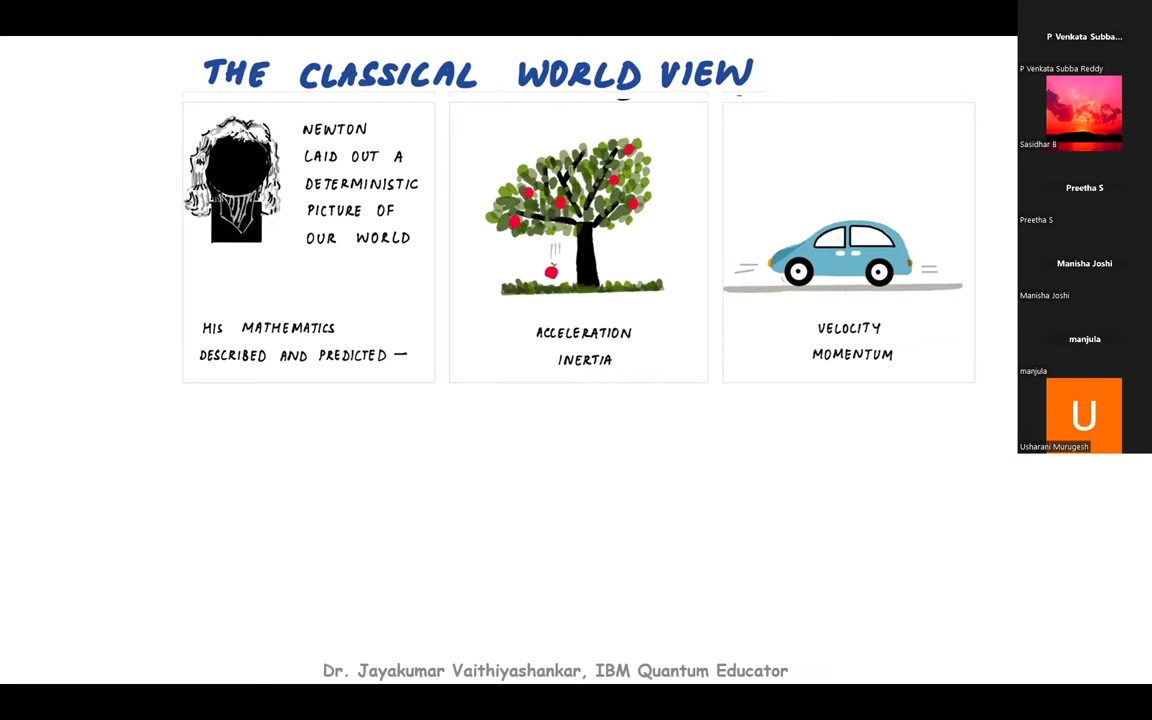 THE CLASSICAL WORLD VIEW
NEWTON
LAID OUT A
DETERMINISTIC
PICTURE OF
OUR WORLD
HIS MATHEMATICS
DESCRIBED AND PREDICTED —
ACCELERATION
INERTIA
VELOCITY
MOMENTUM
Dr. Jayakumar Vaithiyashankar, IBM Quantum Educator
P Venkata Subba...
P Venkata Subba Reddy
Sasidhar B
Preetha S
Preetha S
Manisha Joshi
Manisha Joshi
manjula
manjula
U
Usharani Murugesh